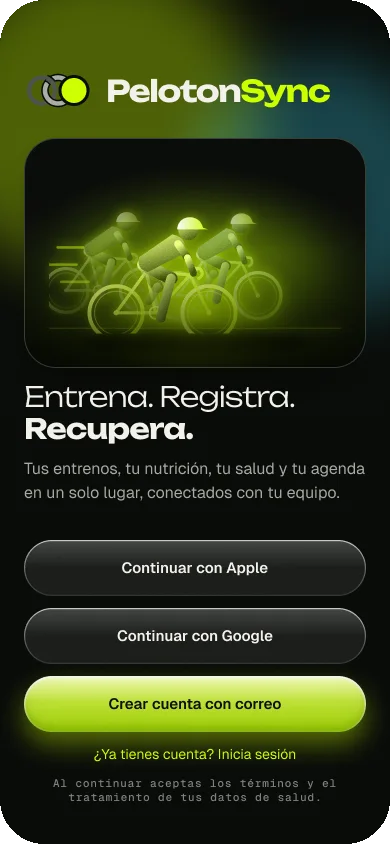 PelotonSync
Entrena. Registra.
Recupera.
Tus entrenos, tu nutrición, tu salud y tu agenda
en un solo lugar, conectados con tu equipo.
Continuar con Apple
Continuar con Google
Crear cuenta con correo
¿Ya tienes cuenta? Inicia sesión
Al continuar aceptas los términos y el
tratamiento de tus datos de salud.